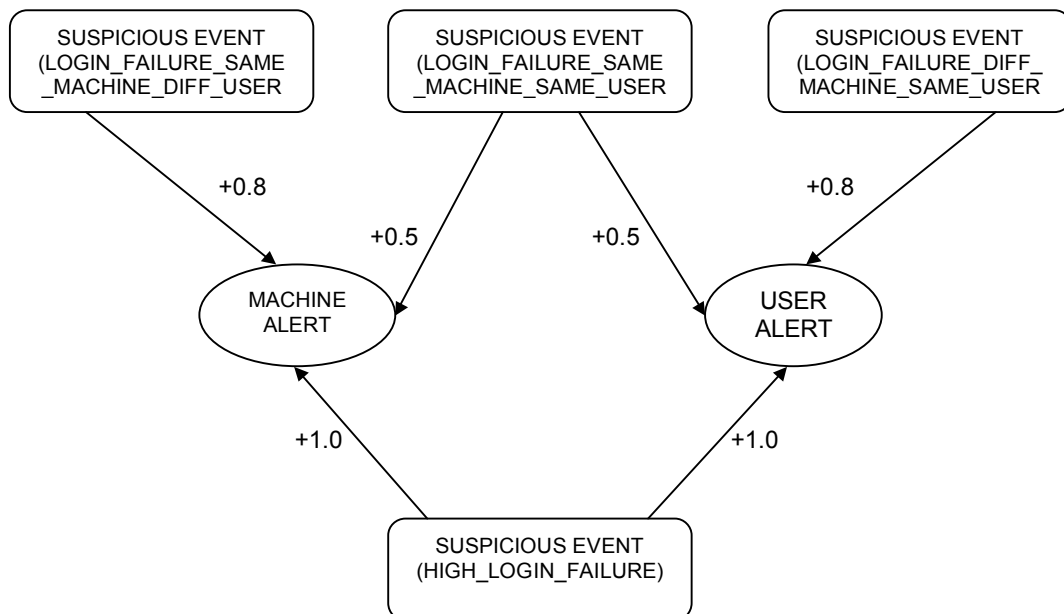 SUSPICIOUS EVENT
(LOGIN_FAILURE_SAME
_MACHINE_DIFF_USER
SUSPICIOUS EVENT
(LOGIN_FAILURE_SAME
_MACHINE_SAME_USER
SUSPICIOUS EVENT
(LOGIN_FAILURE_DIFF_
MACHINE_SAME_USER
+0.8
+0.5
+0.5
+0.8
MACHINE
ALERT
USER
ALERT
+1.0
+1.0
SUSPICIOUS EVENT
(HIGH_LOGIN_FAILURE)